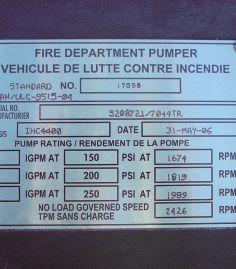 FIRE DEPARTMENT PUMPER
VEHICULE DE LUTTE CONTRE INCENDIE
STANDARD NO. 17058
AN/ULC-S515-04
IAL NO.
NUFACTURIER 5208721/7044TR
SIS IHC4400 DATE 31-MAY-06
PUMP RATING / RENDEMENT DE LA POMPE
IGPM AT 150 PSI AT 1674 RPM
IGPM AT 200 PSI AT 1819 RPM
IGPM AT 250 PSI AT 1989 RPM
NO LOAD GOVERNED SPEED
TPM SANS CHARGE 2426 RPM